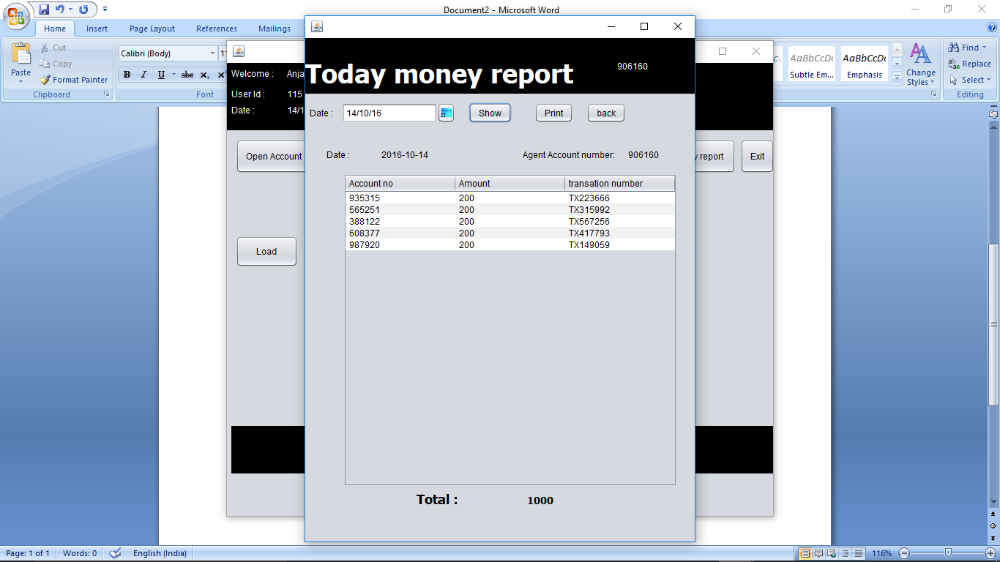 Document2 - Microsoft Word
Home Insert Page Layout References Mailings
Cut
Copy
Format Painter
Paste
Clipboard
Calibri (Body)
B I U abc x₂
Font
AaBbCcDc AaBbCcDc
Subtle Em... Emphasis
Change
Styles
Find
Replace
Select
Editing
Welcome : Anja
User Id : 115
Date : 14/1
Open Account
report
Exit
Load
Today money report
906160
Date : 14/10/16 Show Print back
Date : 2016-10-14 Agent Account number: 906160
Account no Amount transation number
935315 200 TX223666
565251 200 TX315992
388122 200 TX567256
608377 200 TX417793
987920 200 TX149059
Total : 1000
Page: 1 of 1 Words: 0 English (India) 116%